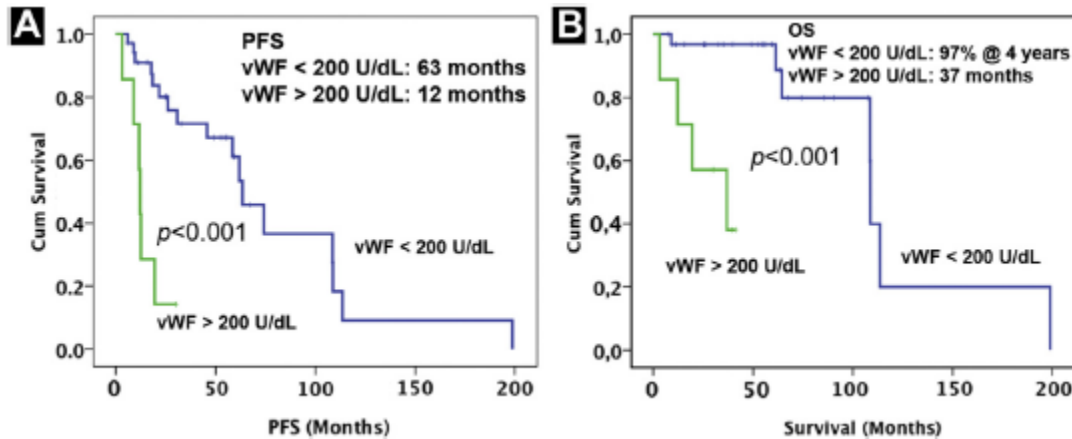 A
PFS
vWF < 200 U/dL: 63 months
vWF > 200 U/dL: 12 months
1.0
0.8
0.6
0.4
0.2
0.0
Cum Survival
p<0.001
vWF < 200 U/dL
vWF > 200 U/dL
0
50
100
150
200
PFS (Months)
B
OS
vWF < 200 U/dL: 97% @ 4 years
vWF > 200 U/dL: 37 months
1.0
0.8
0.6
0.4
0,2
0,0
Cum Survival
p<0.001
vWF > 200 U/dL
vWF < 200 U/dL
0
50
100
150
200
Survival (Months)